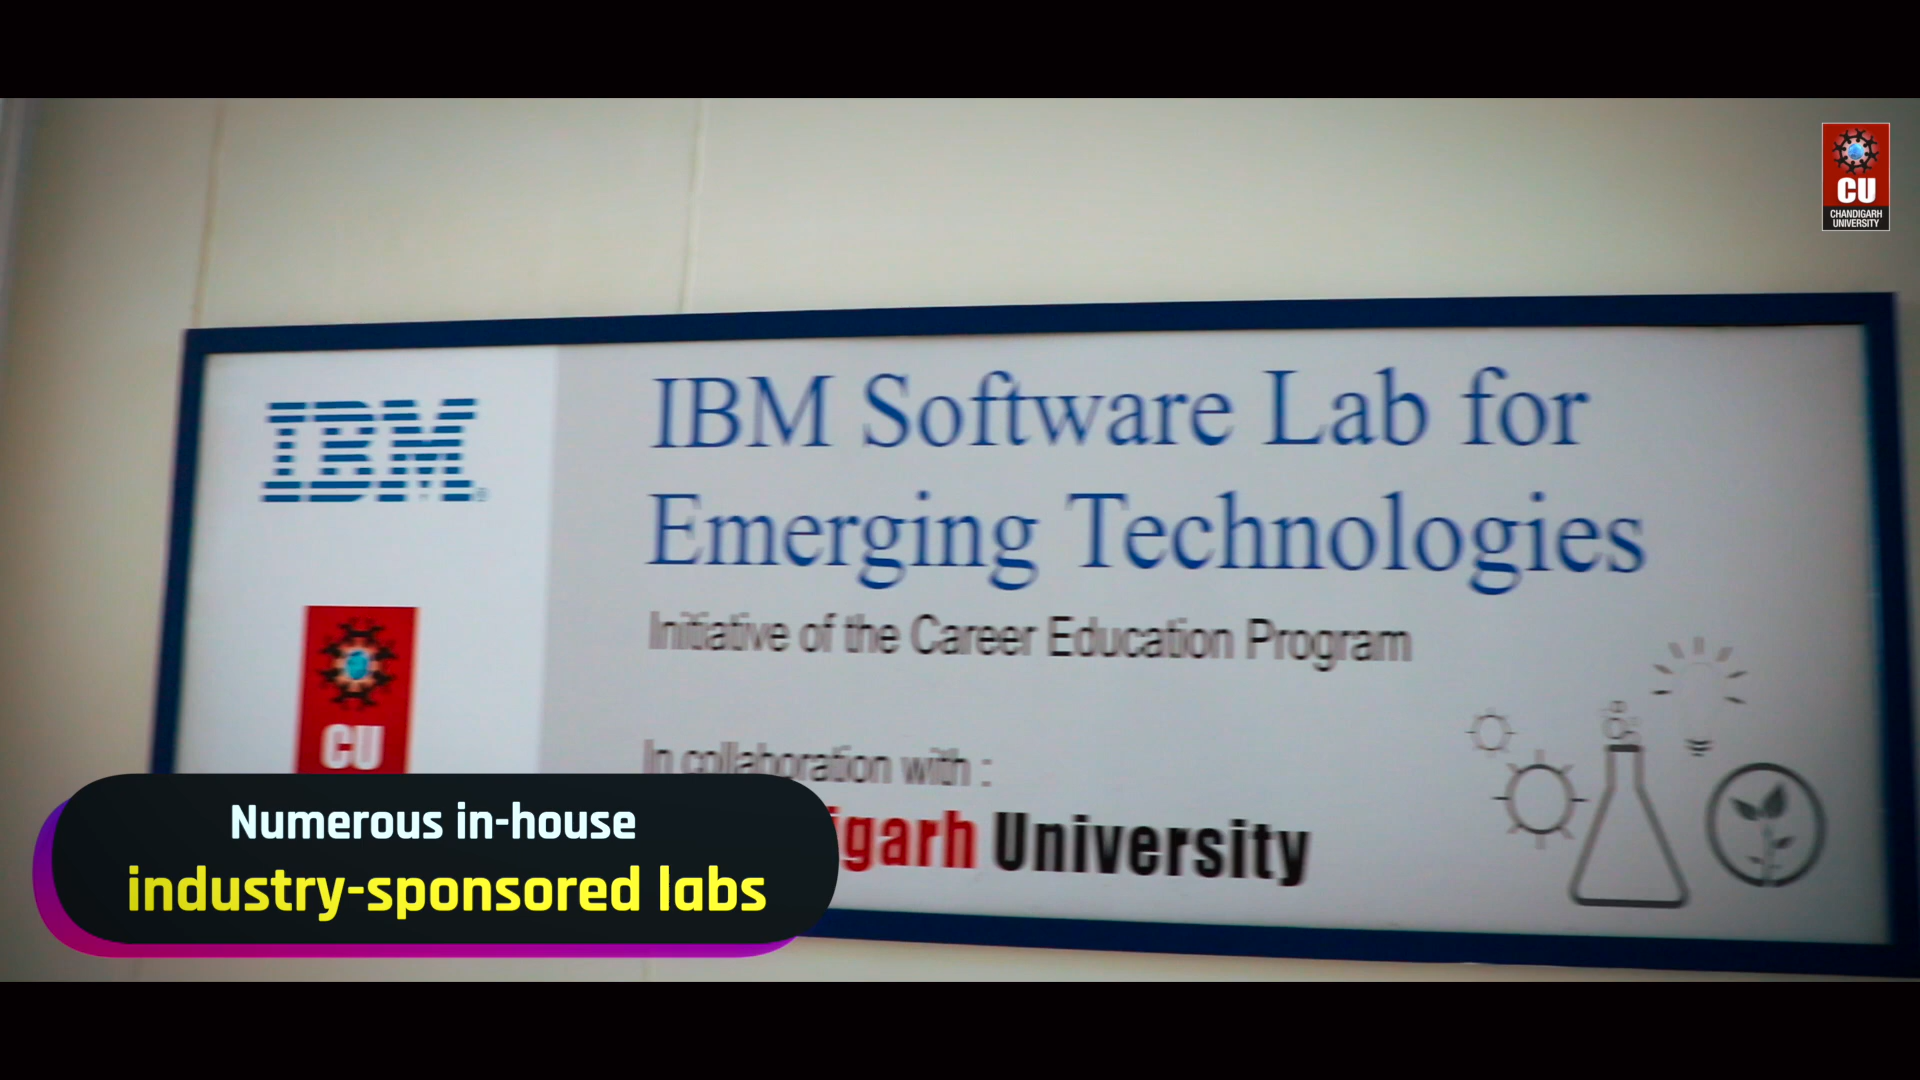 CU
CHANDIGARH
UNIVERSITY
IBM
IBM Software Lab for
Emerging Technologies
Initiative of the Career Education Program
CU
In collaboration with :
igarh University
Numerous in-house
industry-sponsored labs